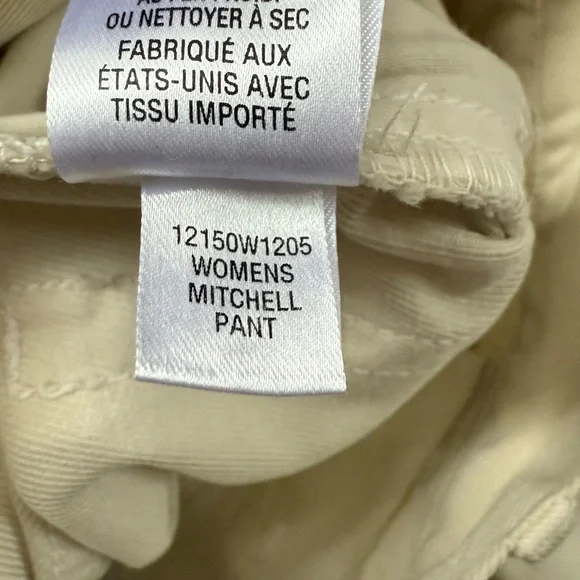 OU NETTOYER À SEC
FABRIQUÉ AUX
ÉTATS-UNIS AVEC
TISSU IMPORTÉ
12150W1205
WOMENS
MITCHELL
PANT